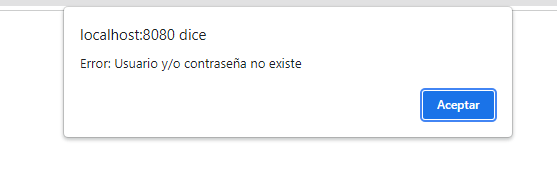 localhost:8080 dice
Error: Usuario y/o contraseña no existe
Aceptar